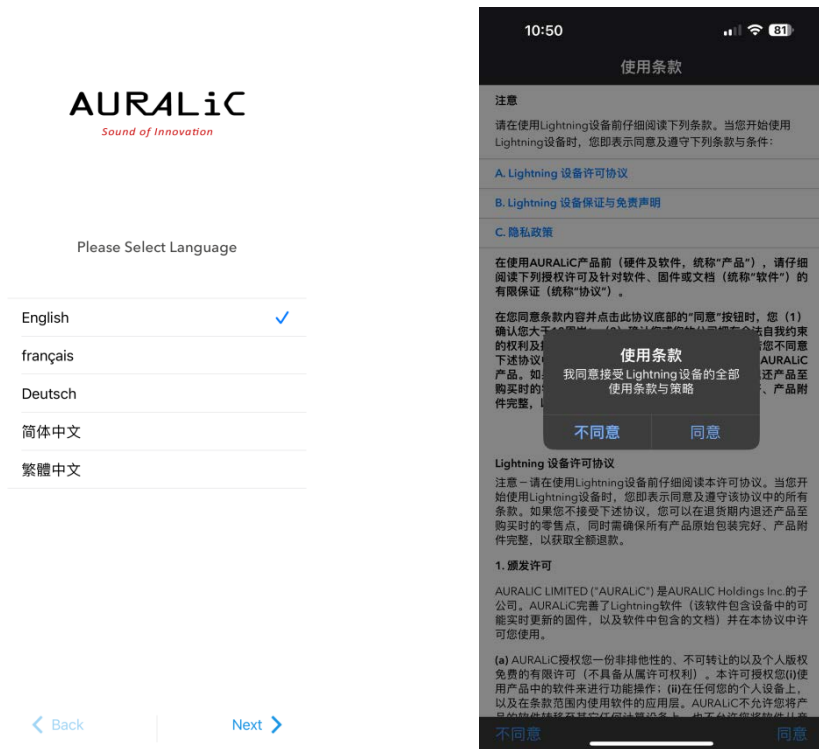 AURALiC
Sound of Innovation
Please Select Language
English
français
Deutsch
简体中文
繁體中文
Back
Next
10:50
81
使用条款
注意
请在使用Lightning设备前仔细阅读下列条款。当您开始使用
Lightning设备时，您即表示同意及遵守下列条款与条件：
A. Lightning 设备许可协议
B. Lightning 设备保证与免责声明
C. 隐私政策
在使用AURALiC产品前（硬件及软件，统称“产品”），请仔细
阅读下列授权许可及针对软件、固件或文档（统称“软件”）的
有限保证（统称“协议”）。
在您同意条款内容并点击此协议底部的“同意”按钮时，您（1）
确认您大于
法自我约束
的权利及
您不同意
下述协议
AURALiC
产品。如
还产品至
购买时的
、产品附
件完整，
使用条款
我同意接受Lightning设备的全部
使用条款与策略
不同意
同意
Lightning 设备许可协议
注意－请在使用Lightning设备前仔细阅读本许可协议。当您开
始使用Lightning设备时，您即表示同意及遵守该协议中的所有
条款。如果您不接受下述协议，您可以在退货期内退还产品至
购买时的零售点，同时需确保所有产品原始包装完好、产品附
件完整，以获取全额退款。
1. 颁发许可
AURALIC LIMITED ("AURALiC") 是AURALIC Holdings Inc.的子
公司。AURALiC完善了Lightning软件（该软件包含设备中的可
能实时更新的固件，以及软件中包含的文档）并在本协议中许
可您使用。
(a) AURALiC授权您一份非排他性的、不可转让的以及个人版权
免费的有限许可（不具备从属许可权利）。本许可授权您(i)使
用产品中的软件来进行功能操作；(ii)在任何您的个人设备上，
以及在条款范围内使用软件的应用层。AURALiC不允许您将产
不同意
同意